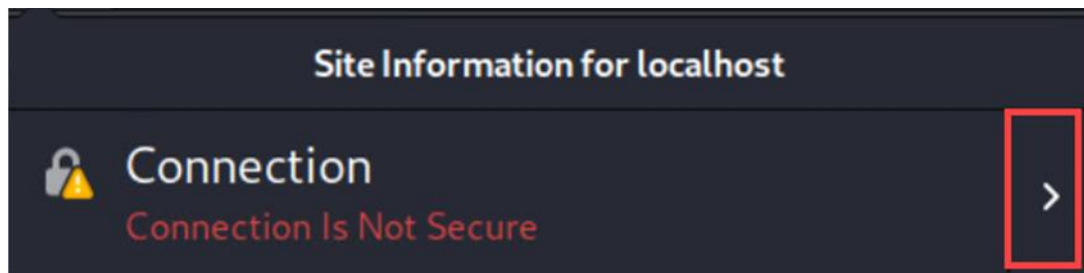 Site Information for localhost
Connection
Connection Is Not Secure